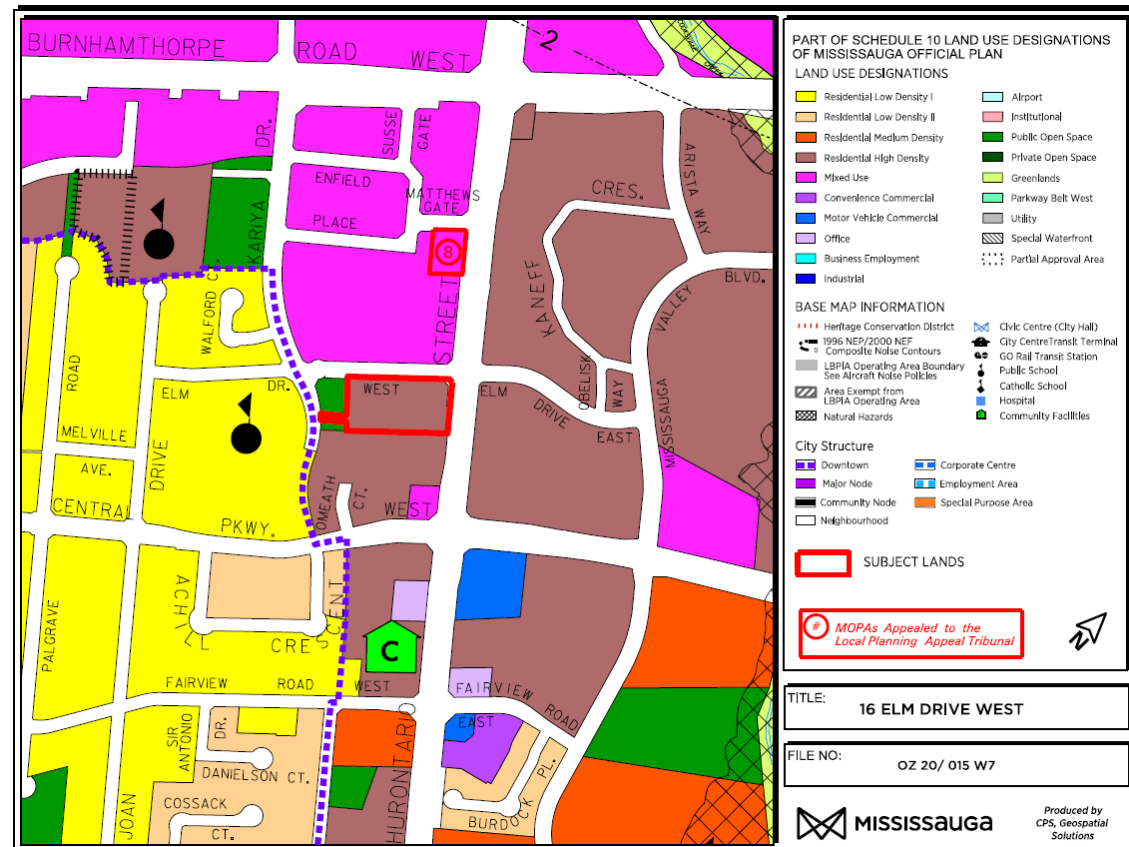 BURNHAMTHORPE ROAD WEST
2
COOKSVILLE CREEK
DR.
SUSSE
GATE
ENFIELD
PLACE
MATTHEWS
GATE
8
KARIYA
CRES.
ARISTA WAY
KANEFF
BLVD.
VALLEY
MISSISSAUGA
OBELISK
WAY
WALFORD CT.
STREET
ROAD
ELM
DR.
WEST
ELM
DRIVE
EAST
MELVILLE
AVE.
DRIVE
CENTRAL
PKWY.
WEST
OMEATH
CT.
PALGRAVE
ACHILL
CRESCENT
C
FAIRVIEW ROAD WEST
FAIRVIEW
ROAD
EAST
SIR
ANTONIO
DR.
DANIELSON CT.
COSSACK
CT.
JOAN
HURONTARIO
BURDOCK PL.
PART OF SCHEDULE 10 LAND USE DESIGNATIONS
OF MISSISSAUGA OFFICIAL PLAN
LAND USE DESIGNATIONS
Residential Low Density I
Residential Low Density II
Residential Medium Density
Residential High Density
Mixed Use
Convenience Commercial
Motor Vehicle Commercial
Office
Business Employment
Industrial
Airport
Institutional
Public Open Space
Private Open Space
Greenlands
Parkway Belt West
Utility
Special Waterfront
Partial Approval Area
BASE MAP INFORMATION
Heritage Conservation District
1996 NEP/2000 NEF
Composite Noise Contours
LBPIA Operating Area Boundary
See Aircraft Noise Policies
Area Exempt from
LBPIA Operating Area
Natural Hazards
Civic Centre (City Hall)
City Centre Transit Terminal
GO Rail Transit Station
Public School
Catholic School
Hospital
Community Facilities
City Structure
Downtown
Major Node
Community Node
Neighbourhood
Corporate Centre
Employment Area
Special Purpose Area
SUBJECT LANDS
# MOPAs Appealed to the
Local Planning Appeal Tribunal
N
TITLE:
16 ELM DRIVE WEST
FILE NO:
OZ 20/ 015 W7
MISSISSAUGA
Produced by
CPS, Geospatial
Solutions